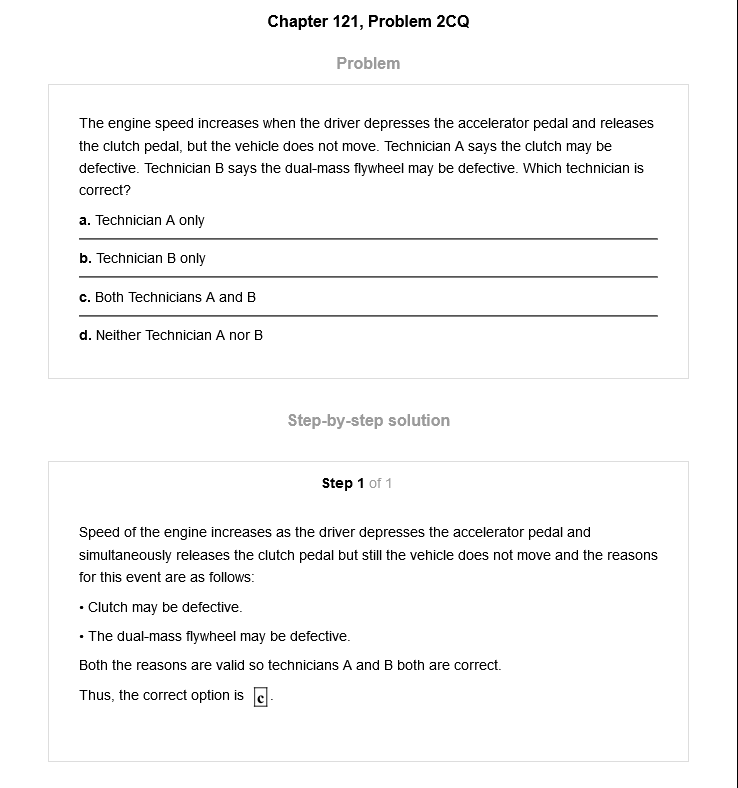 Chapter 121, Problem 2CQ
Problem
The engine speed increases when the driver depresses the accelerator pedal and releases
the clutch pedal, but the vehicle does not move. Technician A says the clutch may be
defective. Technician B says the dual-mass flywheel may be defective. Which technician is
correct?
a. Technician A only
b. Technician B only
c. Both Technicians A and B
d. Neither Technician A nor B
Step-by-step solution
Step 1 of 1
Speed of the engine increases as the driver depresses the accelerator pedal and
simultaneously releases the clutch pedal but still the vehicle does not move and the reasons
for this event are as follows:
• Clutch may be defective.
• The dual-mass flywheel may be defective.
Both the reasons are valid so technicians A and B both are correct.
Thus, the correct option is c.